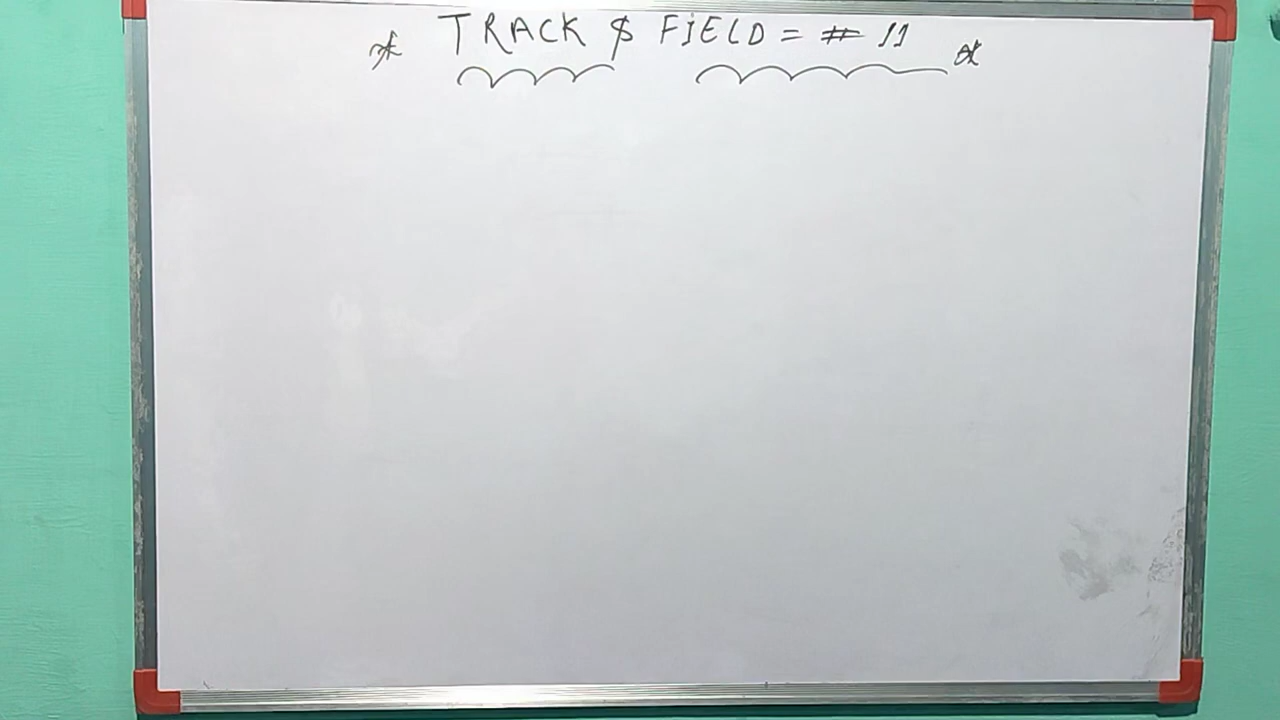 * TRACK $ FiELD = # 11 *